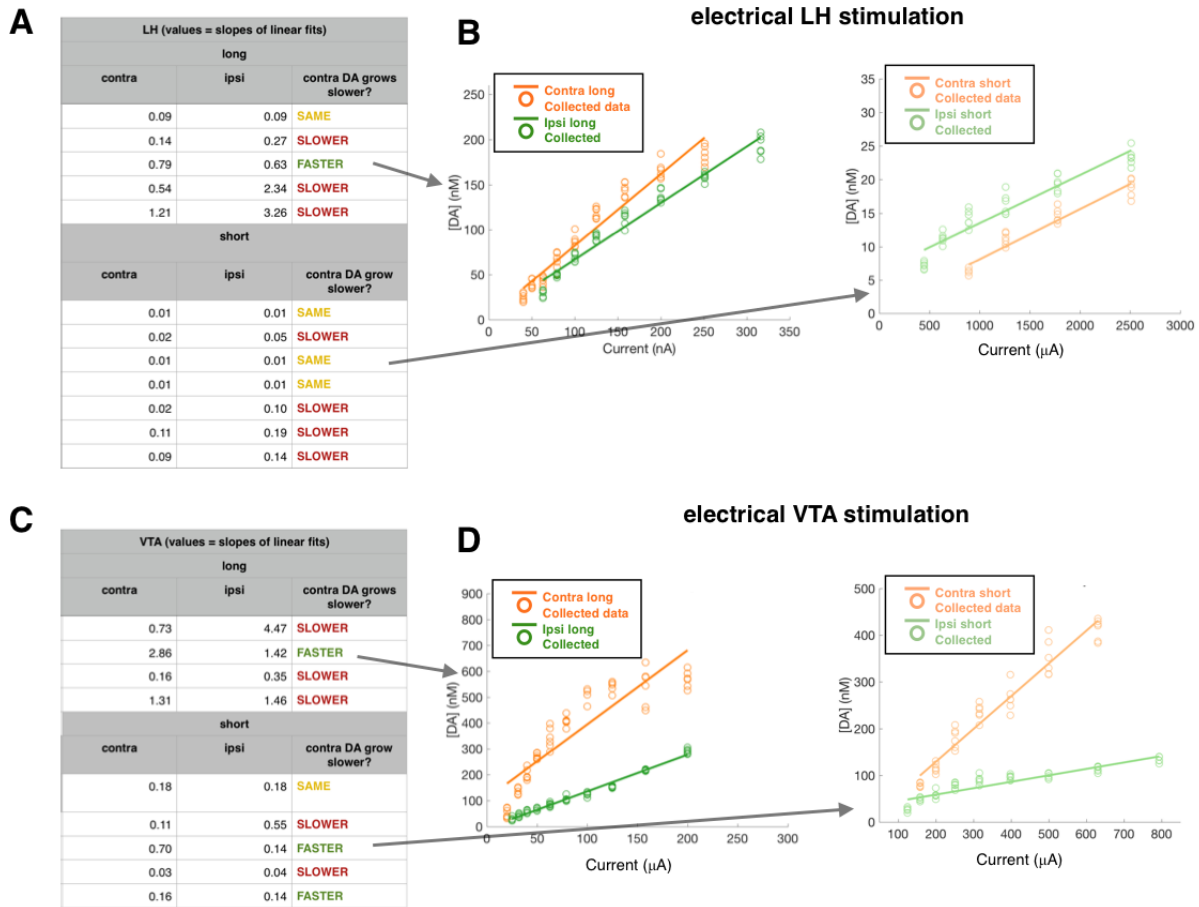 A
LH (values = slopes of linear fits)
long
contra ipsi contra DA grows
slower?
0.09 0.09 SAME
0.14 0.27 SLOWER
0.79 0.63 FASTER
0.54 2.34 SLOWER
1.21 3.26 SLOWER
short
contra ipsi contra DA grow
slower?
0.01 0.01 SAME
0.02 0.05 SLOWER
0.01 0.01 SAME
0.01 0.01 SAME
0.02 0.10 SLOWER
0.11 0.19 SLOWER
0.09 0.14 SLOWER
B
electrical LH stimulation
Contra long
Collected data
Ipsi long
Collected
[DA] (nM)
250
200
150
100
50
0
0 50 100 150 200 250 300 350
Current (nA)
Contra short
Collected data
Ipsi short
Collected
[DA] (nM)
35
30
25
20
15
10
5
0
0 500 1000 1500 2000 2500 3000
Current (μA)
C
VTA (values = slopes of linear fits)
long
contra ipsi contra DA grows
slower?
0.73 4.47 SLOWER
2.86 1.42 FASTER
0.16 0.35 SLOWER
1.31 1.46 SLOWER
short
contra ipsi contra DA grow
slower?
0.18 0.18 SAME
0.11 0.55 SLOWER
0.70 0.14 FASTER
0.03 0.04 SLOWER
0.16 0.14 FASTER
D
electrical VTA stimulation
Contra long
Collected data
Ipsi long
Collected
[DA] (nM)
900
800
700
600
500
400
300
200
100
0
0 50 100 150 200 300
Current (μA)
Contra short
Collected data
Ipsi short
Collected
[DA] (nM)
500
400
300
200
100
0
100 200 300 400 500 600 700 800
Current (μA)